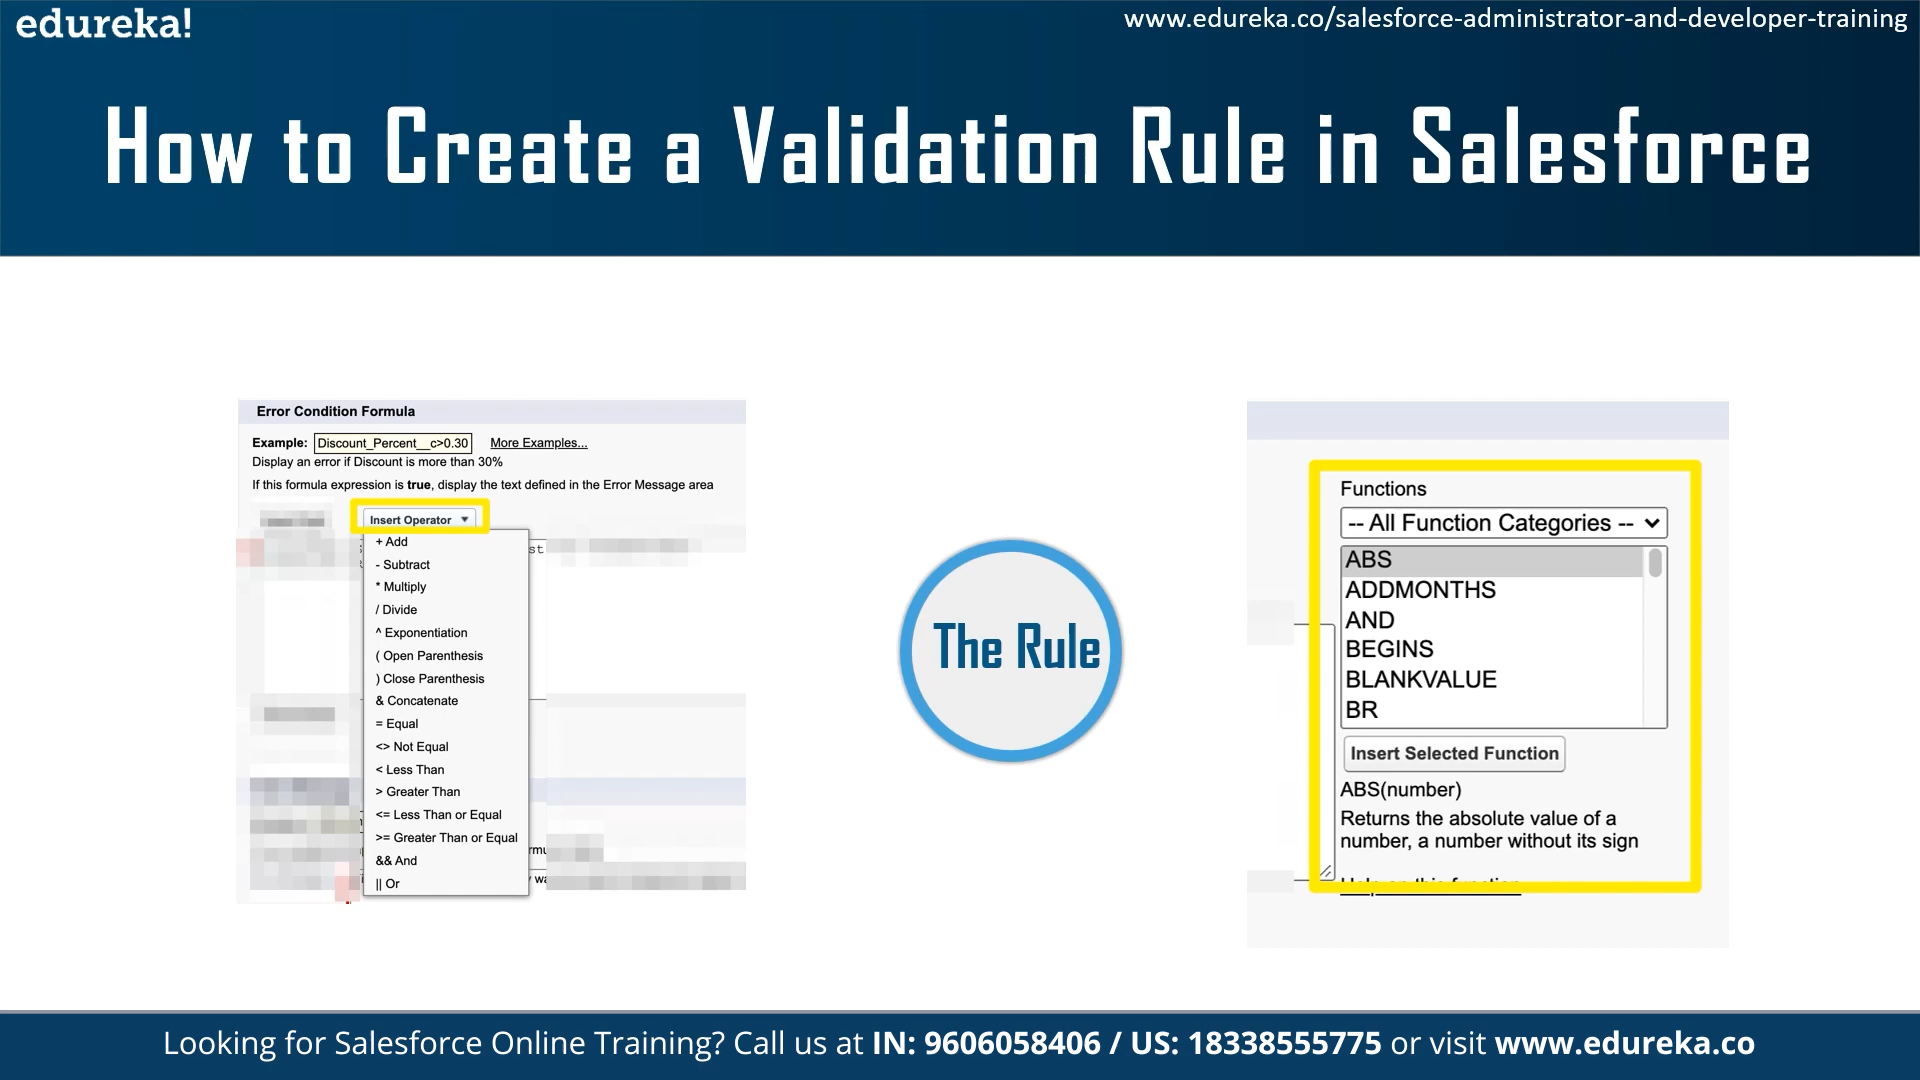 edureka!
www.edureka.co/salesforce-administrator-and-developer-training
How to Create a Validation Rule in Salesforce
Error Condition Formula
Example: Discount_Percent__c>0.30 More Examples...
Display an error if Discount is more than 30%
If this formula expression is true, display the text defined in the Error Message area
Insert Operator
+ Add
- Subtract
* Multiply
/ Divide
^ Exponentiation
( Open Parenthesis
) Close Parenthesis
& Concatenate
= Equal
<> Not Equal
< Less Than
> Greater Than
<= Less Than or Equal
>= Greater Than or Equal
&& And
|| Or
The Rule
Functions
-- All Function Categories --
ABS
ADDMONTHS
AND
BEGINS
BLANKVALUE
BR
Insert Selected Function
ABS(number)
Returns the absolute value of a
number, a number without its sign
Looking for Salesforce Online Training? Call us at IN: 9606058406 / US: 18338555775 or visit www.edureka.co